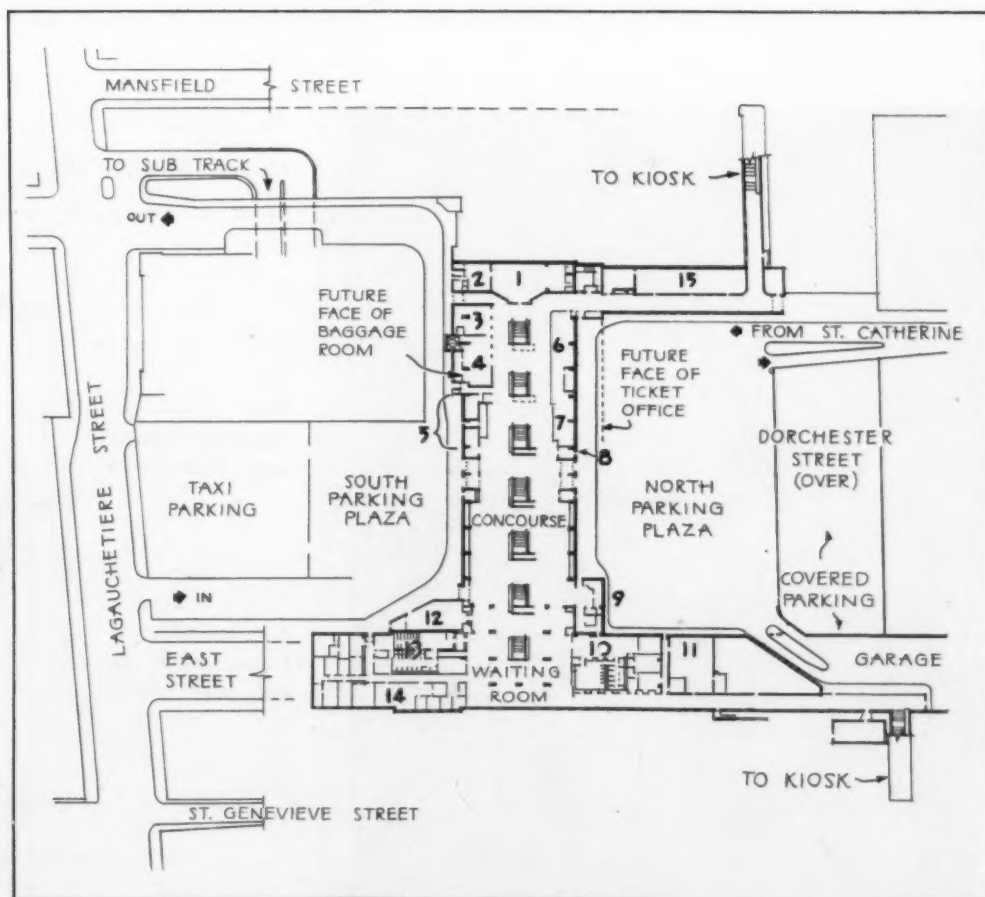 MANSFIELD STREET
TO SUB TRACK
OUT
TO KIOSK
2 1 15
FUTURE
FACE OF
BAGGAGE
ROOM
3
4
6
FROM ST. CATHERINE
FUTURE
FACE OF
TICKET
OFFICE
5
7
8
DORCHESTER
STREET
(OVER)
LAGAUCHETIERE STREET
TAXI
PARKING
SOUTH
PARKING
PLAZA
CONCOURSE
NORTH
PARKING
PLAZA
COVERED
PARKING
IN
12
9
EAST
STREET
13
10
11
GARAGE
WAITING
ROOM
14
TO KIOSK
ST. GENEVIEVE STREET